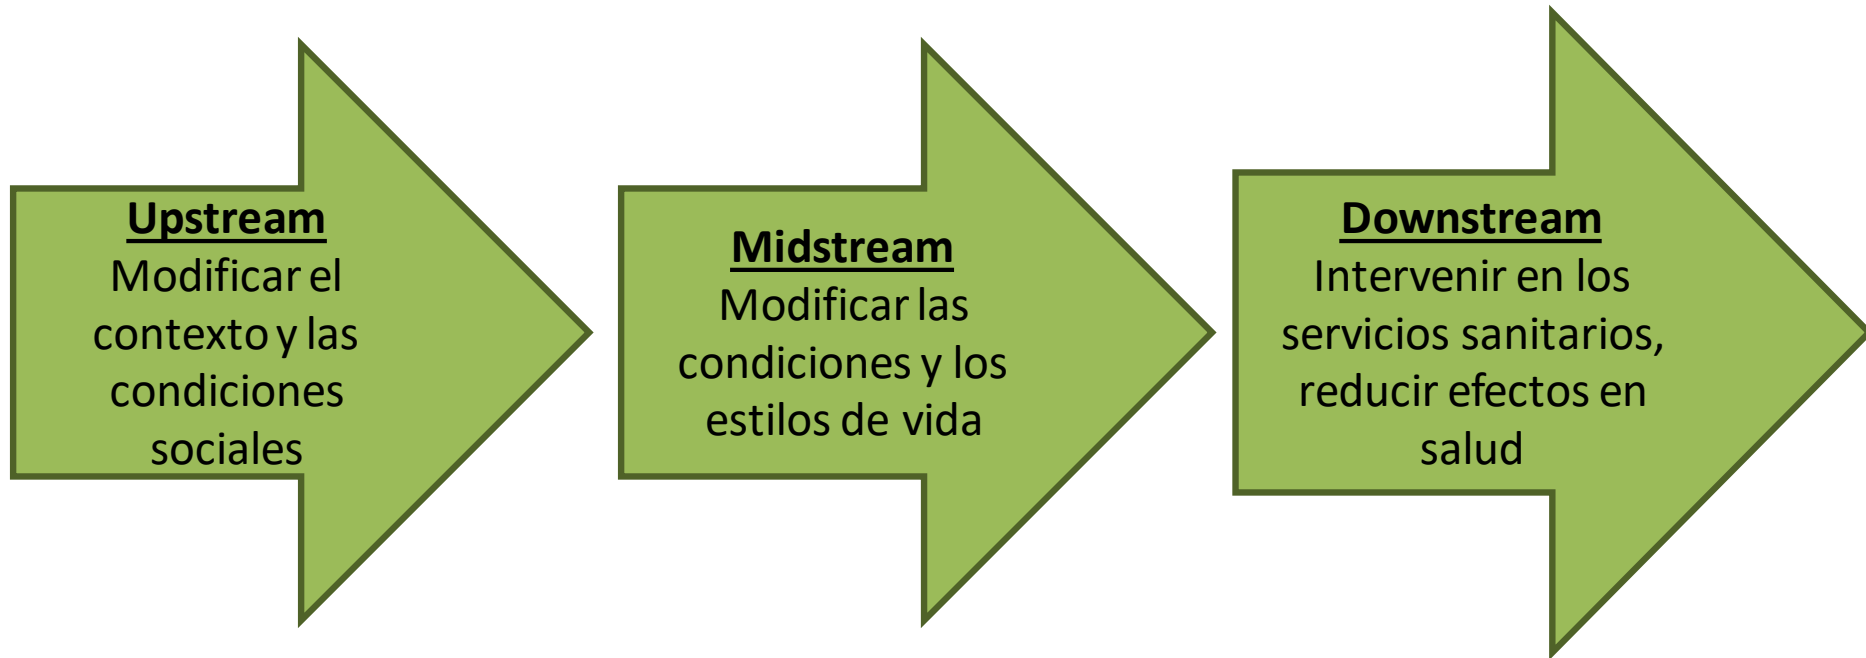 Upstream
Modificar el
contexto y las
condiciones
sociales
Midstream
Modificar las
condiciones y los
estilos de vida
Downstream
Intervenir en los
servicios sanitarios,
reducir efectos en
salud